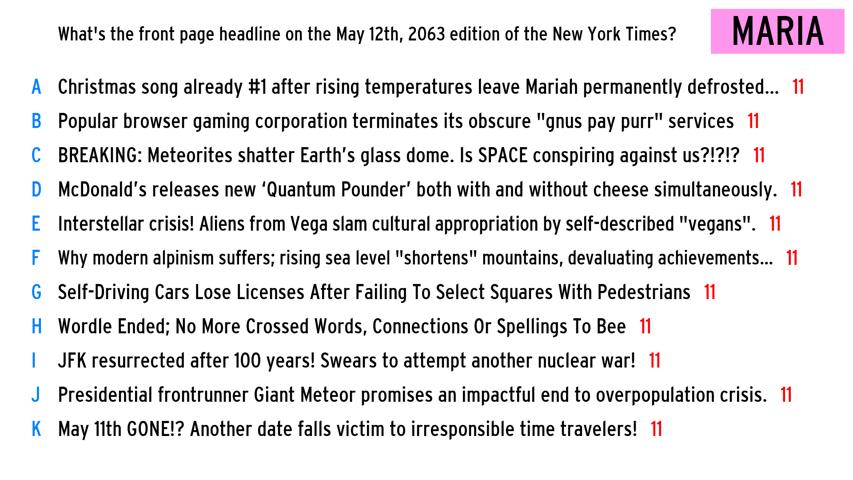 What's the front page headline on the May 12th, 2063 edition of the New York Times?
MARIA
A Christmas song already #1 after rising temperatures leave Mariah permanently defrosted... 11
B Popular browser gaming corporation terminates its obscure "gnus pay purr" services 11
C BREAKING: Meteorites shatter Earth's glass dome. Is SPACE conspiring against us?!?!? 11
D McDonald's releases new ‘Quantum Pounder’ both with and without cheese simultaneously. 11
E Interstellar crisis! Aliens from Vega slam cultural appropriation by self-described "vegans". 11
F Why modern alpinism suffers; rising sea level "shortens" mountains, devaluating achievements... 11
G Self-Driving Cars Lose Licenses After Failing To Select Squares With Pedestrians 11
H Wordle Ended; No More Crossed Words, Connections Or Spellings To Bee 11
I JFK resurrected after 100 years! Swears to attempt another nuclear war! 11
J Presidential frontrunner Giant Meteor promises an impactful end to overpopulation crisis. 11
K May 11th GONE!? Another date falls victim to irresponsible time travelers! 11